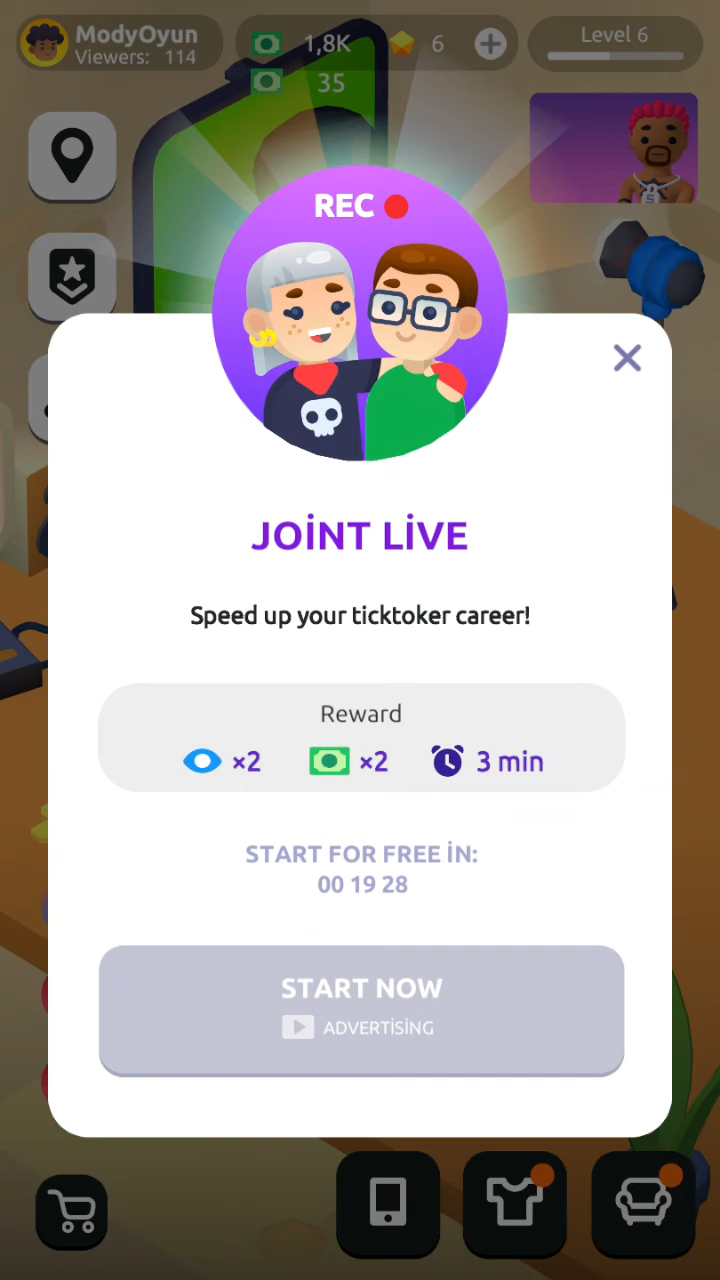 ModyOyun
Viewers: 114
1,8K
6
35
Level 6
REC
JOİNT LİVE
Speed up your ticktoker career!
Reward
×2
×2
3 min
START FOR FREE İN:
00 19 28
START NOW
ADVERTİSİNG